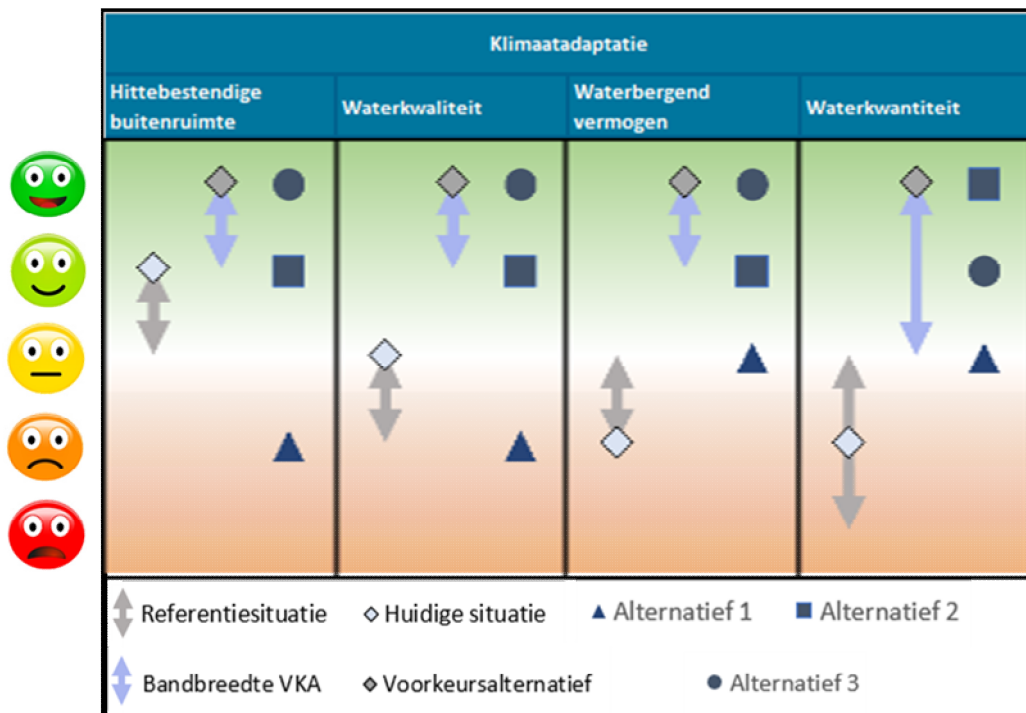 Klimaatadaptatie
Hittebestendige
buitenruimte
Waterkwaliteit
Waterbergend
vermogen
Waterkwantiteit
Referentiesituatie
Huidige situatie
Alternatief 1
Alternatief 2
Bandbreedte VKA
Voorkeursalternatief
Alternatief 3